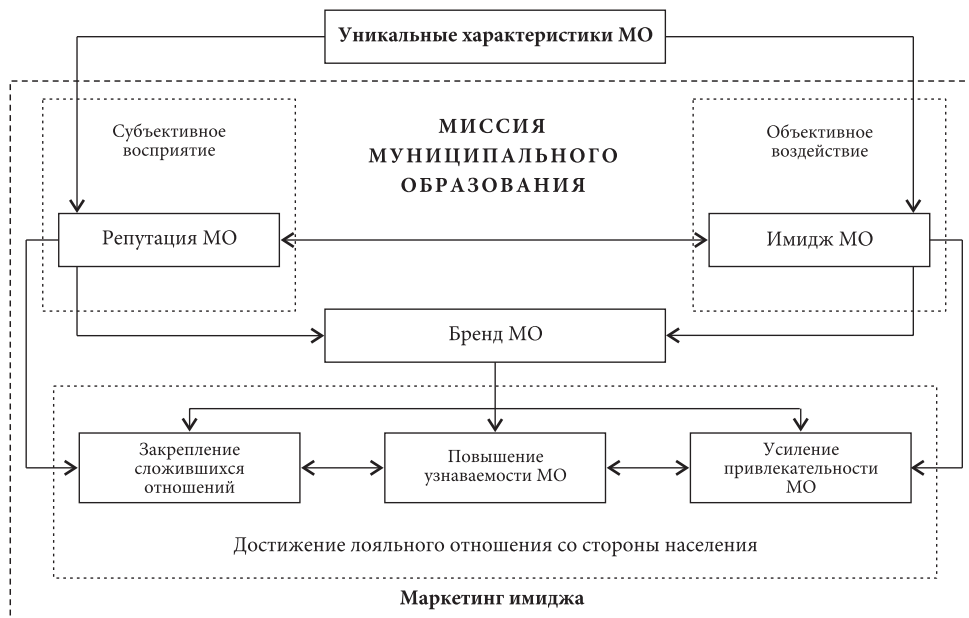 Уникальные характеристики МО
Субъективное
восприятие
МИССИЯ
МУНИЦИПАЛЬНОГО
ОБРАЗОВАНИЯ
Объективное
воздействие
Репутация МО
Имидж МО
Бренд МО
Закрепление
сложившихся
отношений
Повышение
узнаваемости МО
Усиление
привлекательности
МО
Достижение лояльного отношения со стороны населения
Маркетинг имиджа